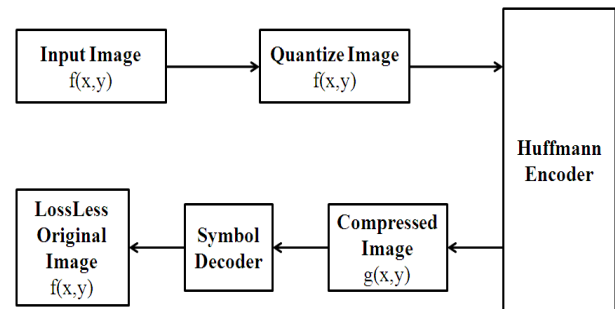 Input Image
f(x,y)
Quantize Image
f(x,y)
Huffmann
Encoder
LossLess
Original
Image
f(x,y)
Symbol
Decoder
Compressed
Image
g(x,y)